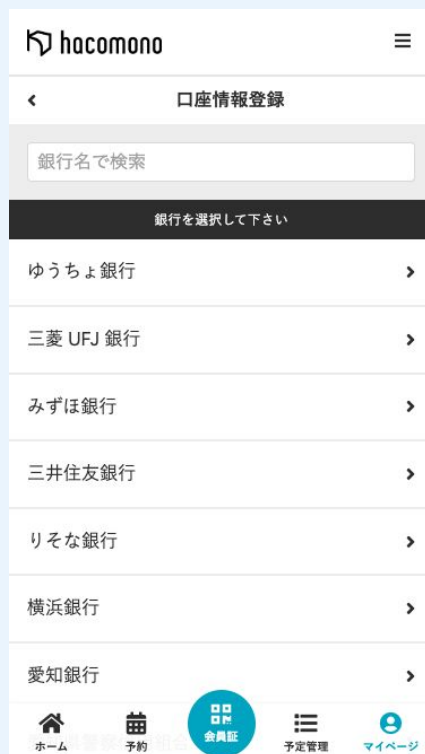 hacomono
口座情報登録
銀行名で検索
銀行を選択して下さい
ゆうちょ銀行
三菱 UFJ 銀行
みずほ銀行
三井住友銀行
りそな銀行
横浜銀行
愛知銀行
ホーム
予約
会員証
予定管理
マイページ